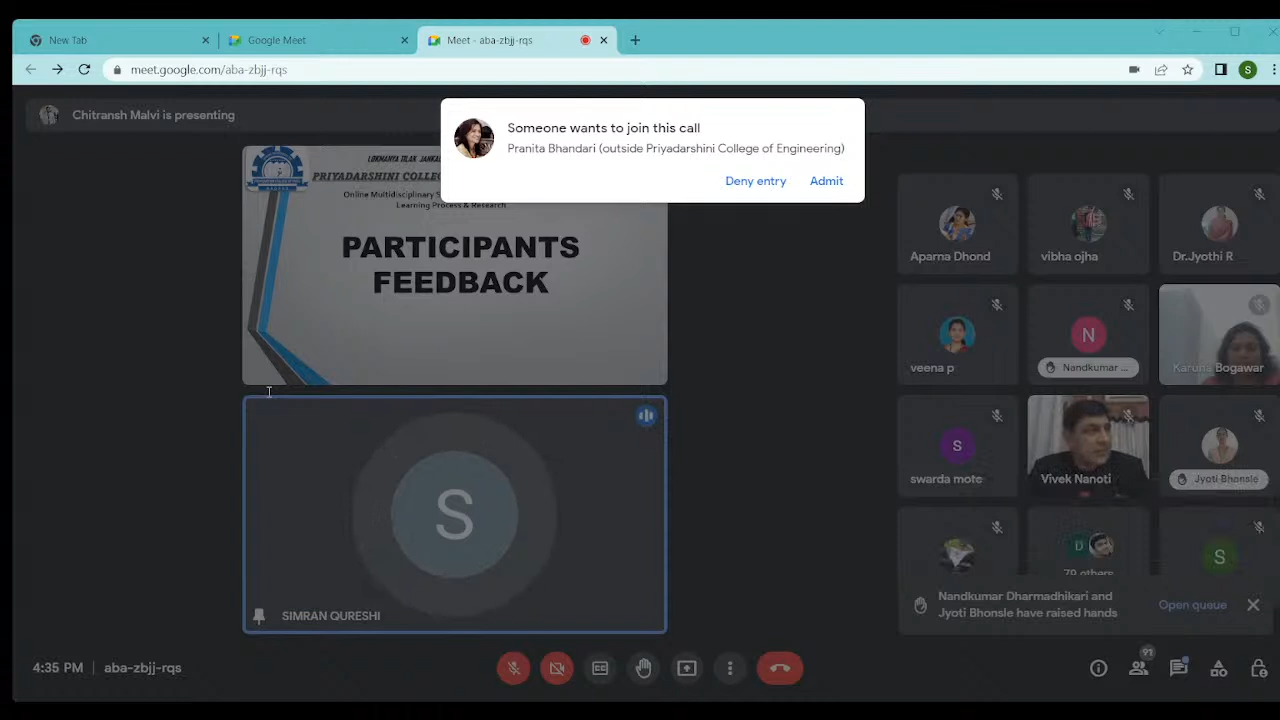 New Tab
Google Meet
Meet - aba-zbjj-rqs
meet.google.com/aba-zbjj-rqs
S
Chitransh Malvi is presenting
Someone wants to join this call
Pranita Bhandari (outside Priyadarshini College of Engineering)
Deny entry
Admit
LOKMANYA TILAK
PRIYADARSHINI
Online Multidisciplinary
Learning Process & Research
PARTICIPANTS
FEEDBACK
S
SIMRAN QURESHI
Aparna Dhond
vibha ojha
Dr.Jyothi R
veena p
N
Nandkumar ...
Karuna Bogawar
s
swarda mote
Vivek Nanoti
Jyoti Bhonsle
D
79 others
S
Nandkumar Dharmadhikari and
Jyoti Bhonsle have raised hands
Open queue
4:35 PM | aba-zbjj-rqs
91